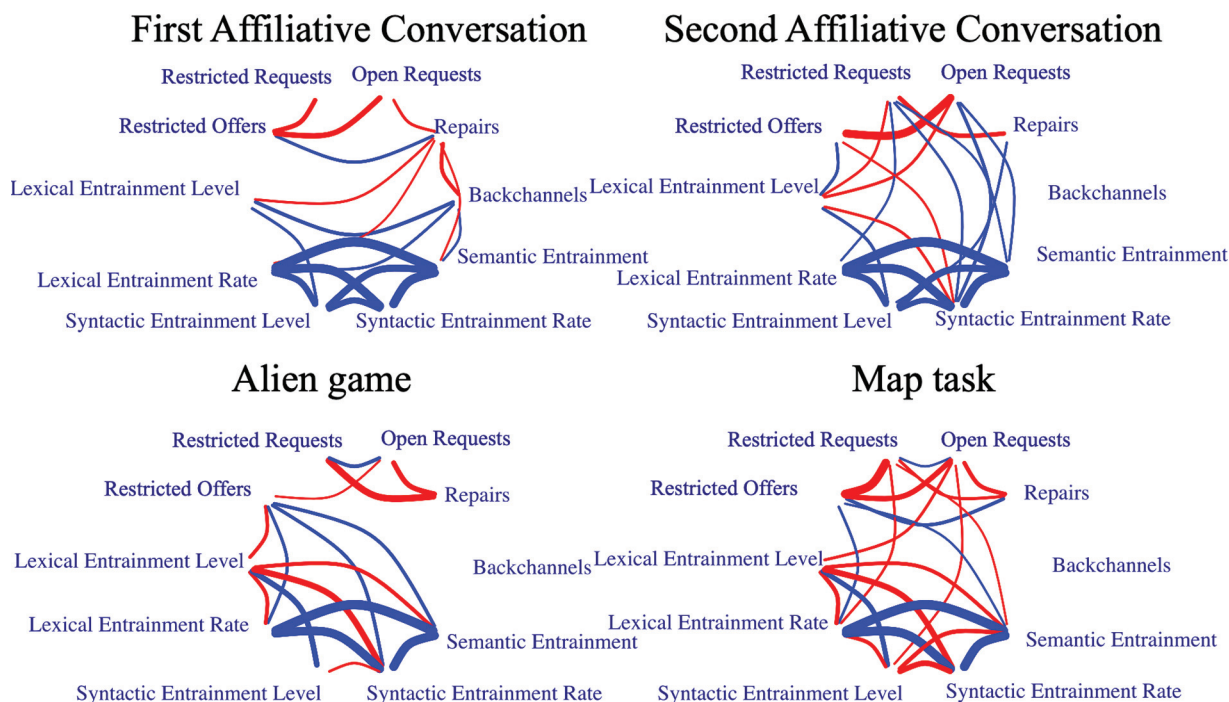 First Affiliative Conversation
Restricted Requests
Open Requests
Restricted Offers
Repairs
Lexical Entrainment Level
Backchannels
Semantic Entrainment
Lexical Entrainment Rate
Syntactic Entrainment Level
Syntactic Entrainment Rate
Second Affiliative Conversation
Restricted Requests
Open Requests
Restricted Offers
Repairs
Lexical Entrainment Level
Backchannels
Semantic Entrainment
Lexical Entrainment Rate
Syntactic Entrainment Level
Syntactic Entrainment Rate
Alien game
Restricted Requests
Open Requests
Restricted Offers
Repairs
Lexical Entrainment Level
Backchannels
Lexical Entrainment Rate
Semantic Entrainment
Syntactic Entrainment Level
Syntactic Entrainment Rate
Map task
Restricted Requests
Open Requests
Restricted Offers
Repairs
Lexical Entrainment Level
Backchannels
Lexical Entrainment Rate
Semantic Entrainment
Syntactic Entrainment Level
Syntactic Entrainment Rate